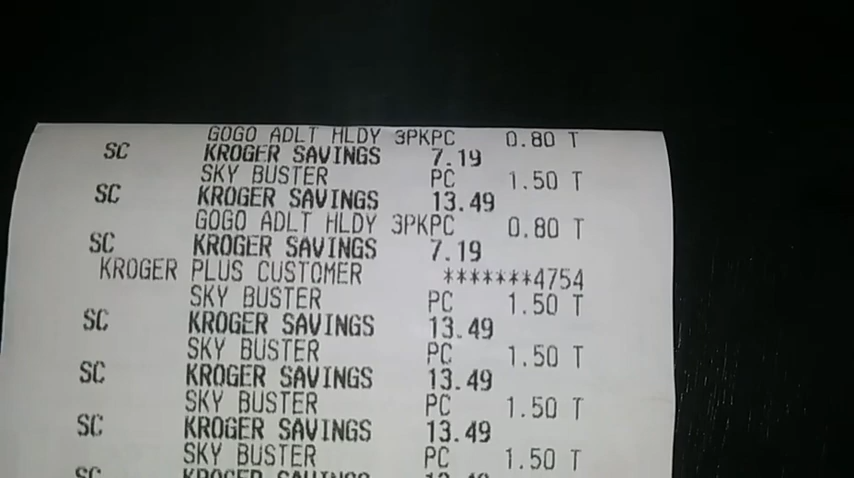 GOGO ADLT HLDY 3PKPC 0.80 T
SC KROGER SAVINGS 7.19
SKY BUSTER PC 1.50 T
SC KROGER SAVINGS 13.49
GOGO ADLT HLDY 3PKPC 0.80 T
SC KROGER SAVINGS 7.19
KROGER PLUS CUSTOMER *******4754
SKY BUSTER PC 1.50 T
SC KROGER SAVINGS 13.49
SKY BUSTER PC 1.50 T
SC KROGER SAVINGS 13.49
SKY BUSTER PC 1.50 T
SC KROGER SAVINGS 13.49
SKY BUSTER PC 1.50 T
SC KROGER SAVINGS